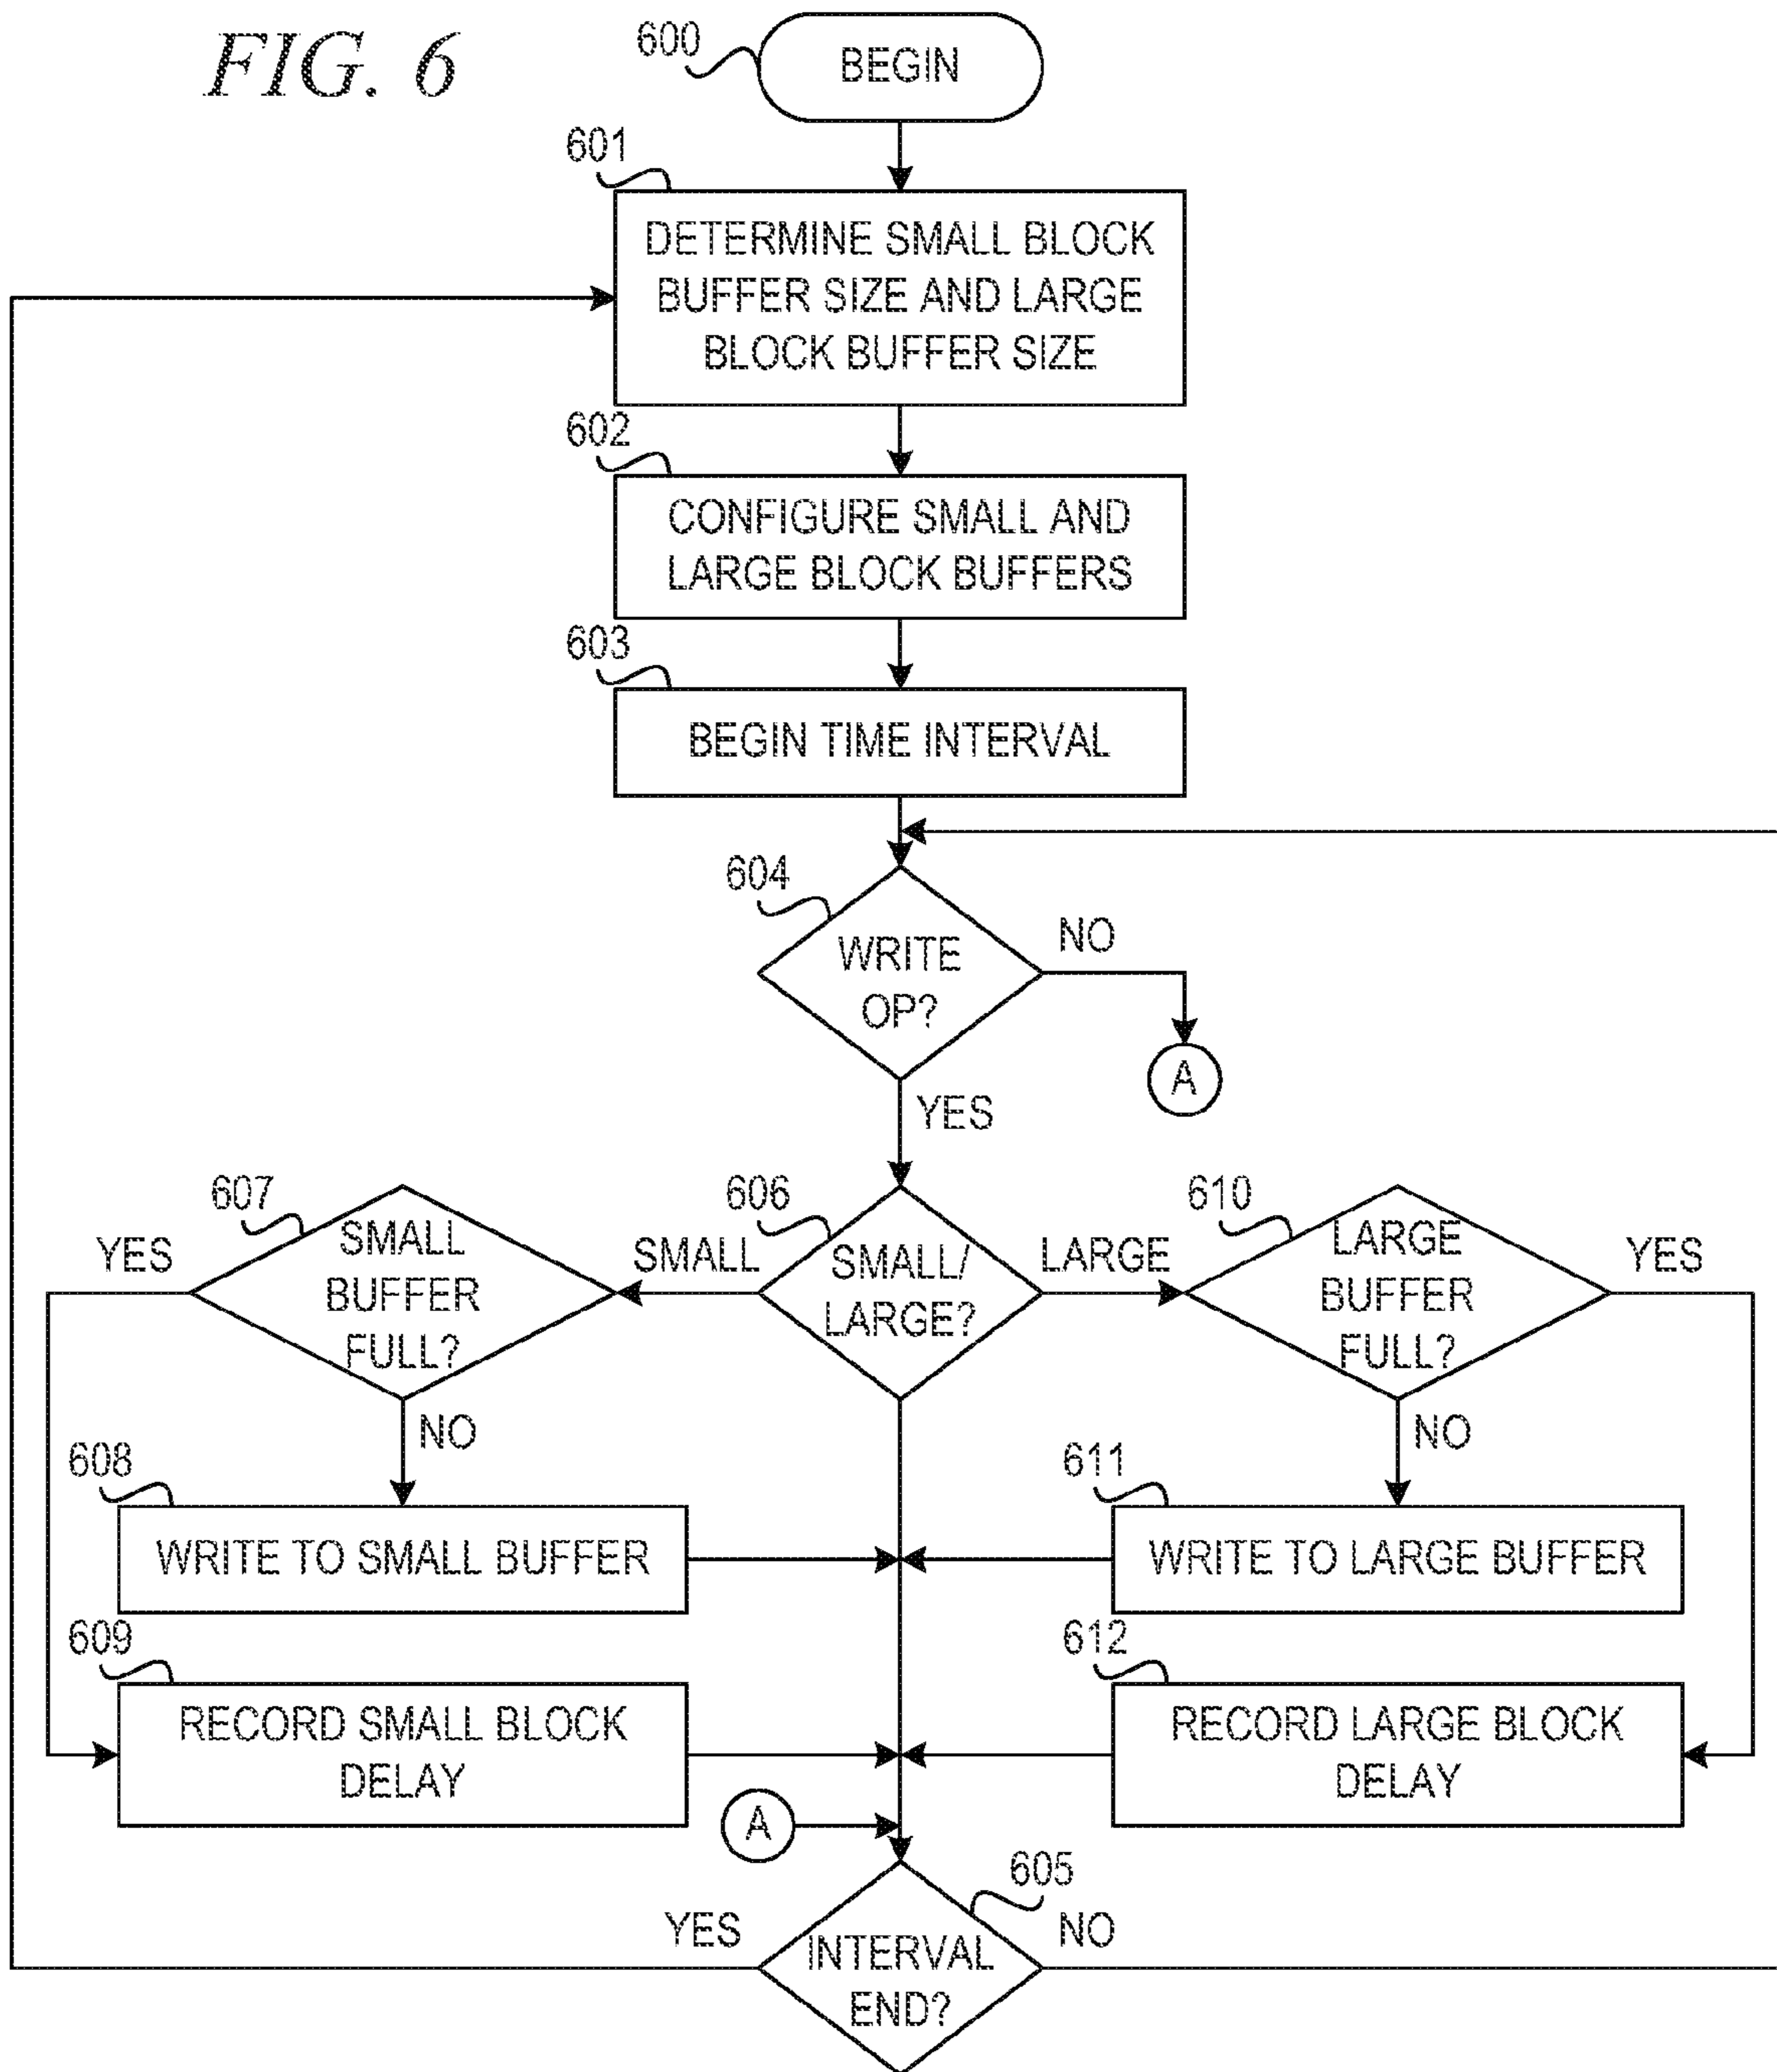 FIG. 6
600
BEGIN
601
DETERMINE SMALL BLOCK
BUFFER SIZE AND LARGE
BLOCK BUFFER SIZE
602
CONFIGURE SMALL AND
LARGE BLOCK BUFFERS
603
BEGIN TIME INTERVAL
604
WRITE
OP?
NO
A
YES
607
SMALL
BUFFER
FULL?
YES
SMALL
606
SMALL/
LARGE?
LARGE
610
LARGE
BUFFER
FULL?
YES
NO
NO
608
WRITE TO SMALL BUFFER
611
WRITE TO LARGE BUFFER
609
RECORD SMALL BLOCK
DELAY
612
RECORD LARGE BLOCK
DELAY
A
605
YES
INTERVAL
END?
NO